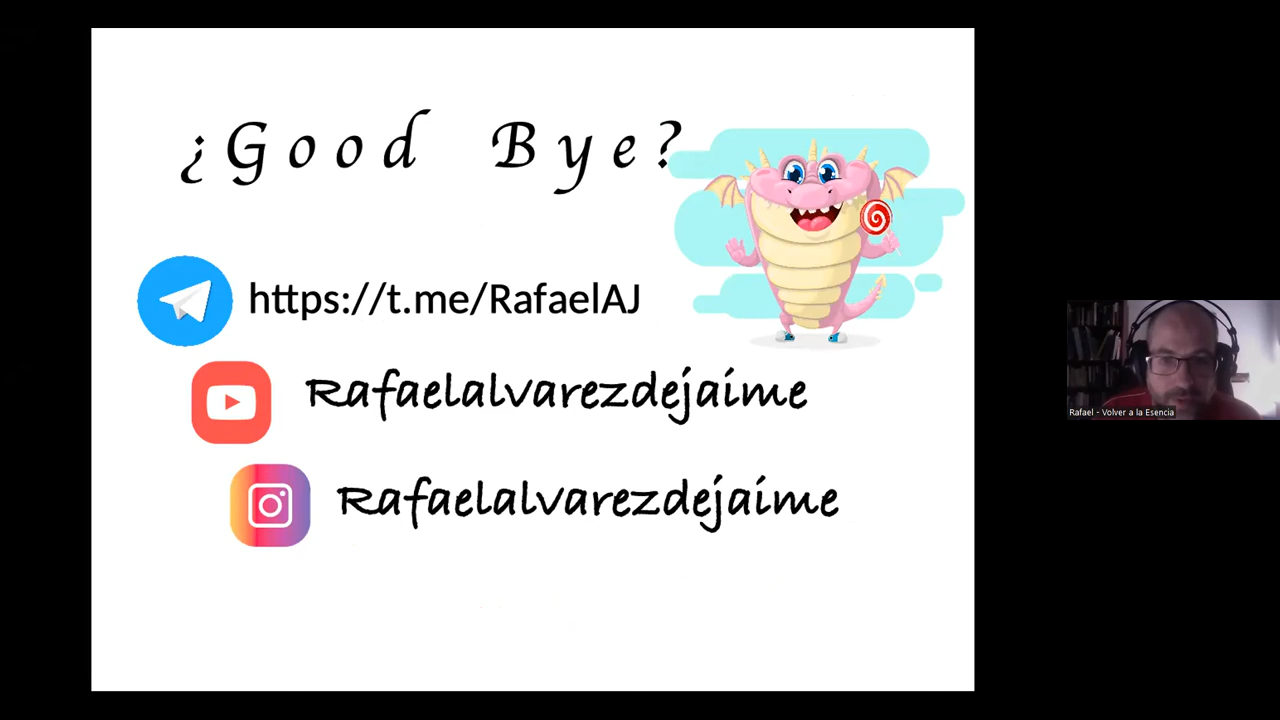 ¿Good Bye?
https://t.me/RafaelAJ
Rafaelalvarezdejaime
Rafaelalvarezdejaime
Rafael - Volver a la Esencia